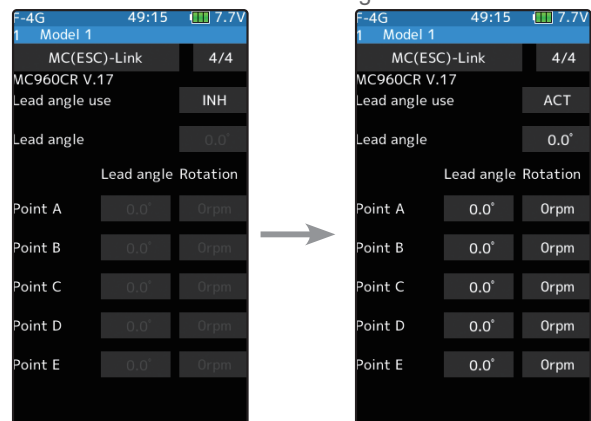 F-4G 49:15 7.7V
1 Model 1
MC(ESC)-Link 4/4
MC960CR V.17
Lead angle use INH
Lead angle 0.0°
Lead angle Rotation
Point A 0.0° 0rpm
Point B 0.0° 0rpm
Point C 0.0° 0rpm
Point D 0.0° 0rpm
Point E 0.0° 0rpm
F-4G 49:15 7.7V
1 Model 1
MC(ESC)-Link 4/4
MC960CR V.17
Lead angle use ACT
Lead angle 0.0°
Lead angle Rotation
Point A 0.0° 0rpm
Point B 0.0° 0rpm
Point C 0.0° 0rpm
Point D 0.0° 0rpm
Point E 0.0° 0rpm